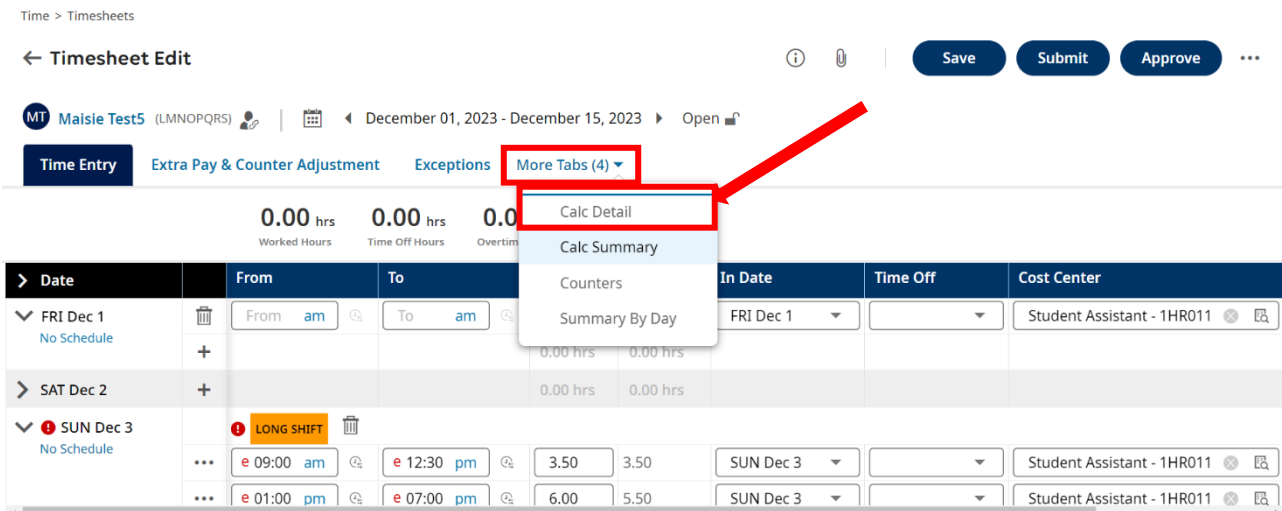 Time > Timesheets
← Timesheet Edit
Save Submit Approve
MT Maisie Test5 (LMNOPQRS) December 01, 2023 - December 15, 2023 Open
Time Entry Extra Pay & Counter Adjustment Exceptions More Tabs (4)
0.00 hrs 0.00 hrs 0.0
Worked Hours Time Off Hours Overtim
Calc Detail
Calc Summary
Counters
Summary By Day
Date From To In Date Time Off Cost Center
FRI Dec 1 From am To am FRI Dec 1 Student Assistant - 1HR011
No Schedule
+ 0.00 hrs 0.00 hrs
SAT Dec 2 + 0.00 hrs 0.00 hrs
SUN Dec 3 LONG SHIFT
No Schedule
e 09:00 am e 12:30 pm 3.50 3.50 SUN Dec 3 Student Assistant - 1HR011
e 01:00 pm e 07:00 pm 6.00 5.50 SUN Dec 3 Student Assistant - 1HR011